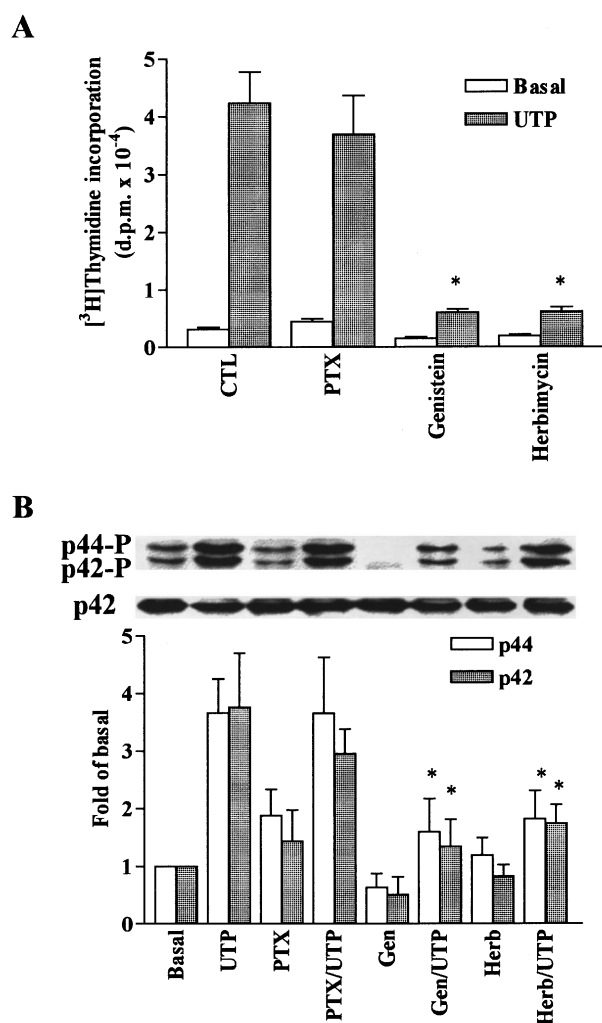 A
[³H]Thymidine incorporation
(d.p.m. x 10⁻⁴)
5
4
3
2
1
0
Basal
UTP
*
*
CTL
PTX
Genistein
Herbimycin
B
p44-P
p42-P
p42
Fold of basal
5
4
3
2
1
0
p44
p42
*
*
*
*
Basal
UTP
PTX
PTX/UTP
Gen
Gen/UTP
Herb
Herb/UTP